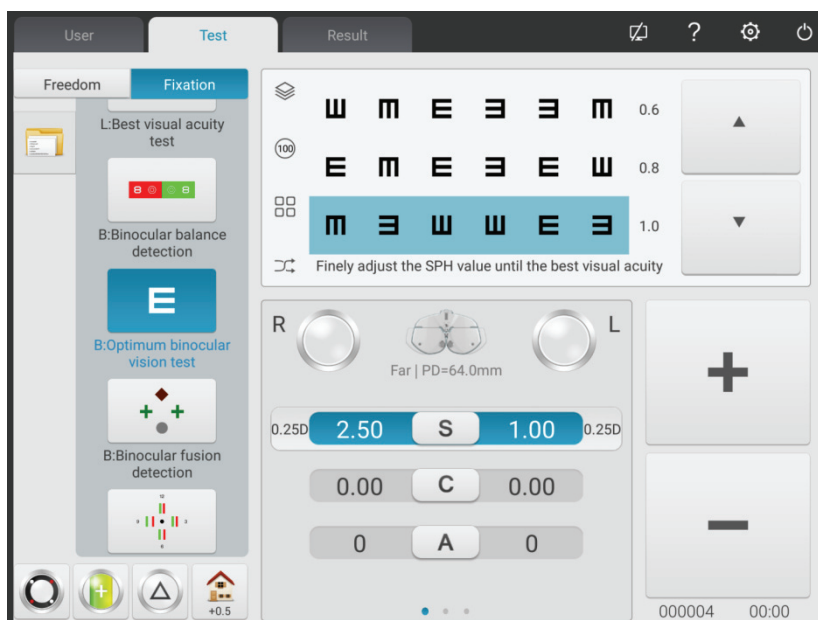 User
Test
Result
?
Freedom
Fixation
L:Best visual acuity
test
B:Binocular balance
detection
B:Optimum binocular
vision test
B:Binocular fusion
detection
+0.5
100
0.6
0.8
1.0
Finely adjust the SPH value until the best visual acuity
R
L
Far | PD=64.0mm
0.25D 2.50 S 1.00 0.25D
0.00 C 0.00
0 A 0
+
−
000004 00:00